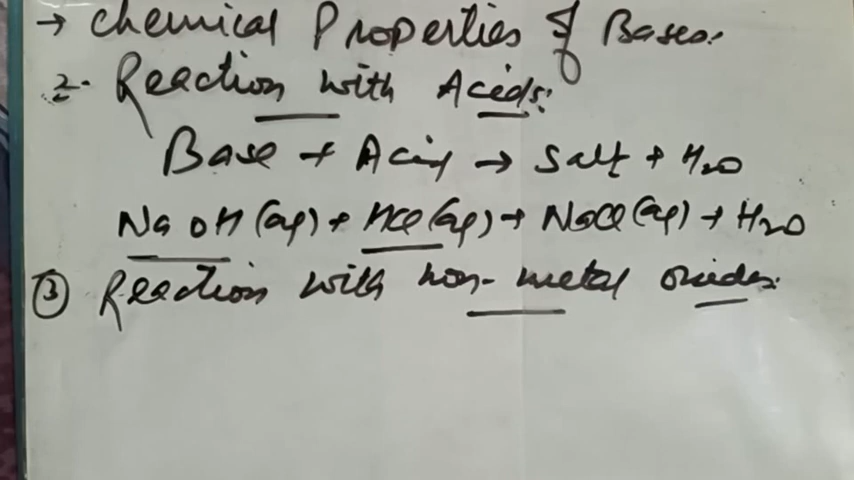 → Chemical Properties of Bases:
2. Reaction with Acids:
Base + Acid → Salt + H2O
NaOH(aq) + HCl(aq) → NaCl(aq) + H2O
③ Reaction with non-metal oxides: